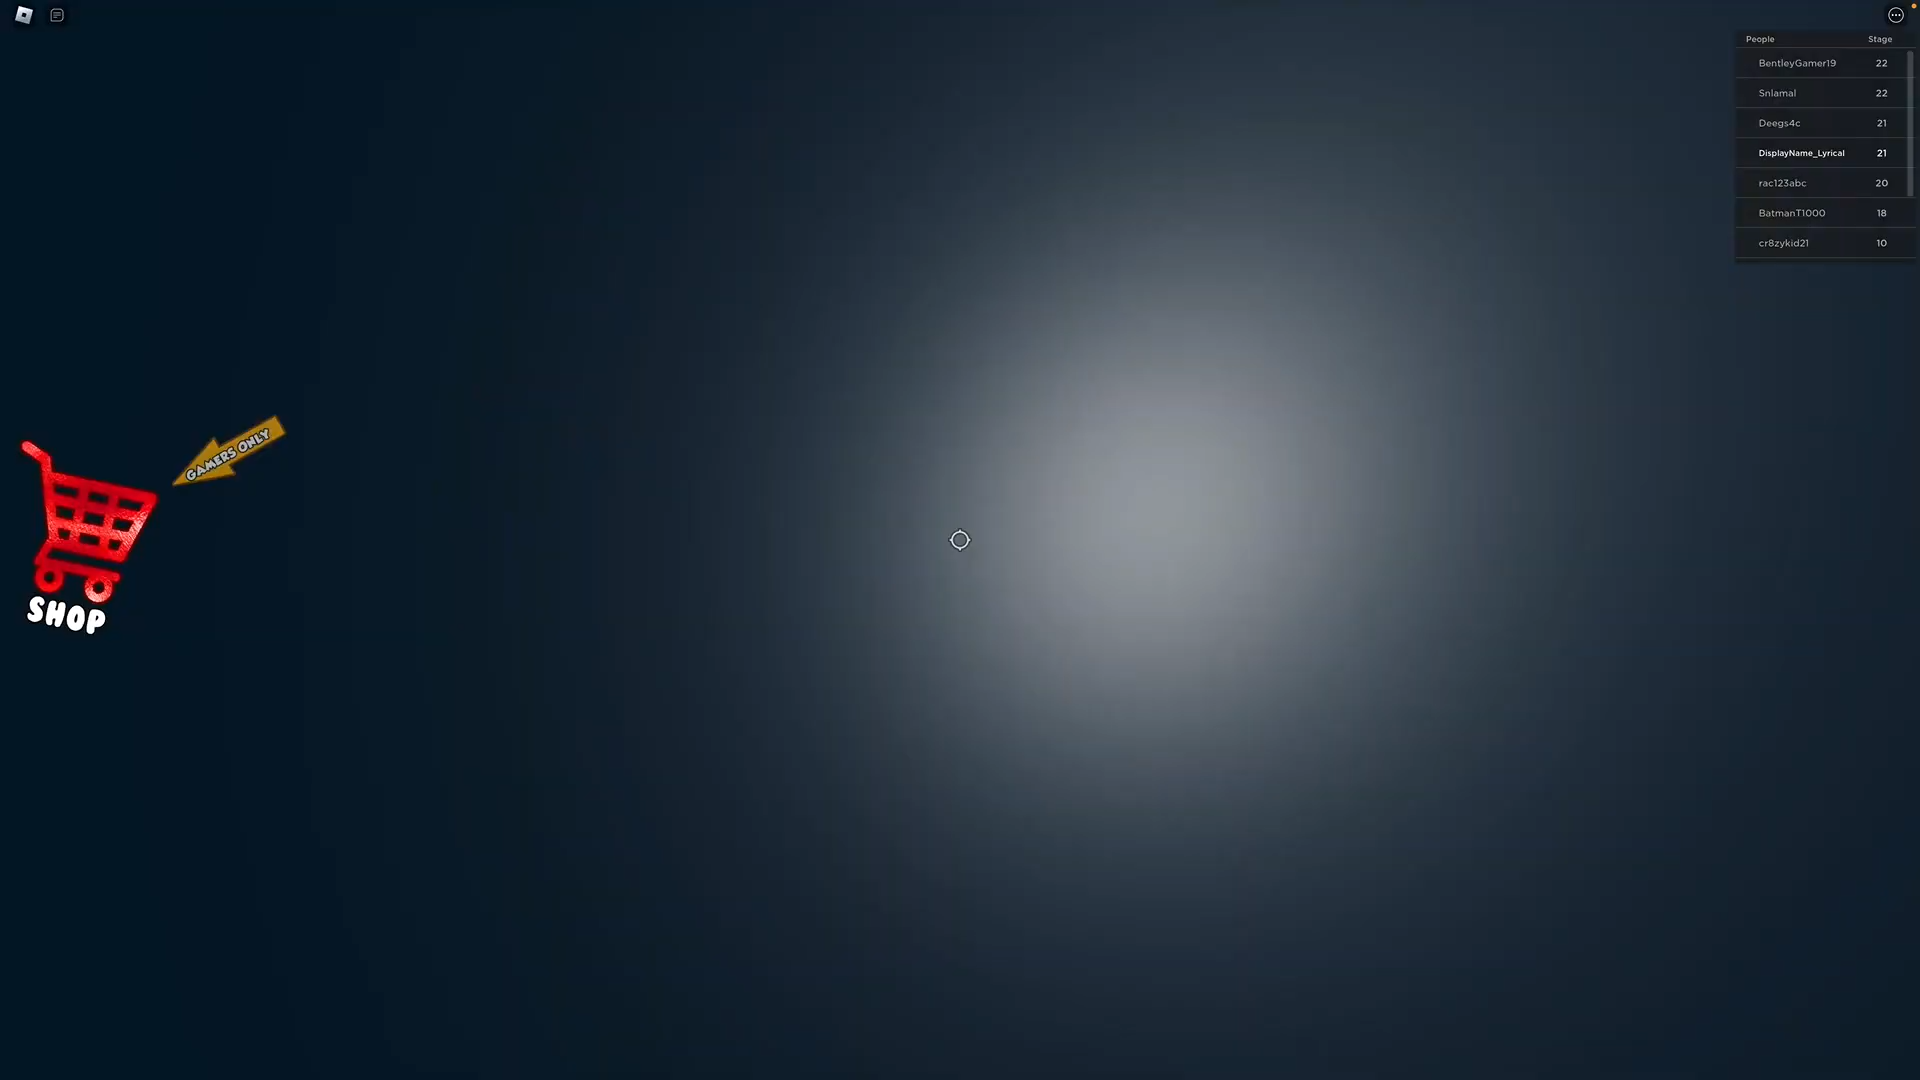 People Stage
BentleyGamer19 22
Snlamal 22
Deegs4c 21
DisplayName_Lyrical 21
rac123abc 20
BatmanT1000 18
cr8zykid21 10
GAMERS ONLY
SHOP